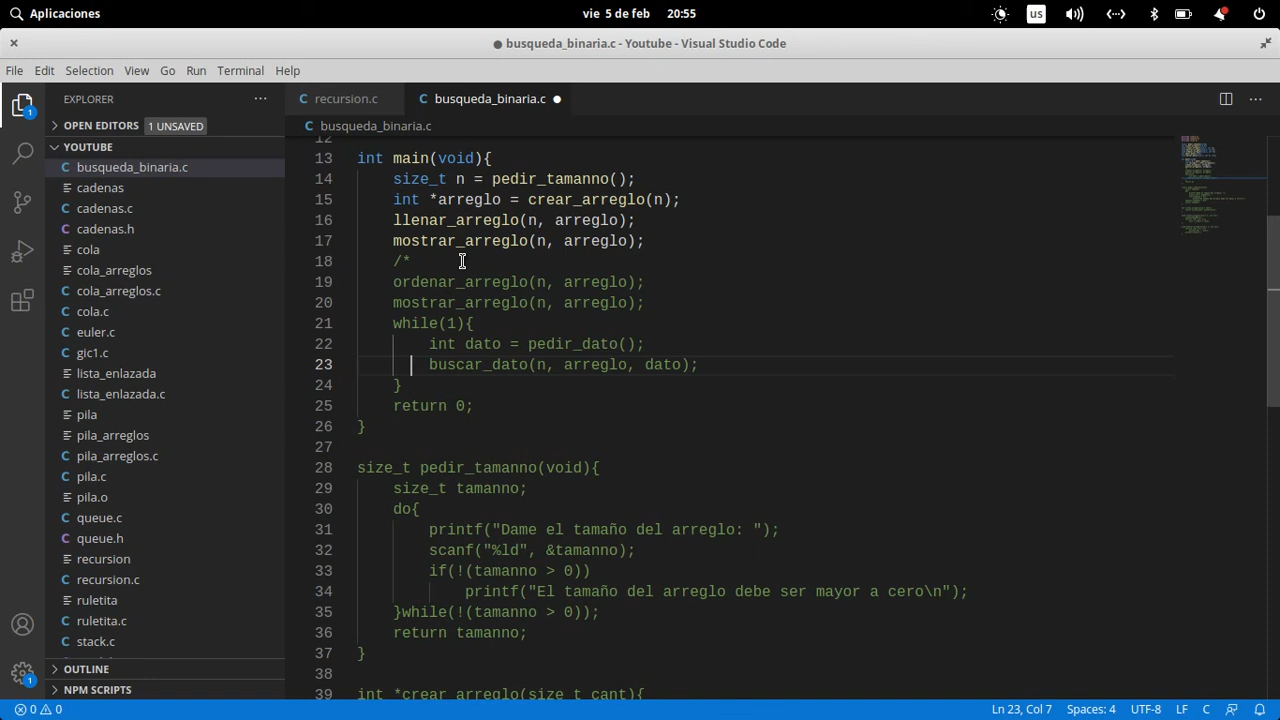 Aplicaciones
vie 5 de feb 20:55
us
busqueda_binaria.c - Youtube - Visual Studio Code
File Edit Selection View Go Run Terminal Help
EXPLORER
recursion.c
busqueda_binaria.c
OPEN EDITORS 1 UNSAVED
busqueda_binaria.c
YOUTUBE
busqueda_binaria.c
cadenas
cadenas.c
cadenas.h
cola
cola_arreglos
cola_arreglos.c
cola.c
euler.c
gic1.c
lista_enlazada
lista_enlazada.c
pila
pila_arreglos
pila_arreglos.c
pila.c
pila.o
queue.c
queue.h
recursion
recursion.c
ruletita
ruletita.c
stack.c
OUTLINE
NPM SCRIPTS
12
13 int main(void){
14 size_t n = pedir_tamanno();
15 int *arreglo = crear_arreglo(n);
16 llenar_arreglo(n, arreglo);
17 mostrar_arreglo(n, arreglo);
18 /*
19 ordenar_arreglo(n, arreglo);
20 mostrar_arreglo(n, arreglo);
21 while(1){
22 int dato = pedir_dato();
23 buscar_dato(n, arreglo, dato);
24 }
25 return 0;
26 }
27
28 size_t pedir_tamanno(void){
29 size_t tamanno;
30 do{
31 printf("Dame el tamaño del arreglo: ");
32 scanf("%ld", &tamanno);
33 if(!(tamanno > 0))
34 printf("El tamaño del arreglo debe ser mayor a cero\n");
35 }while(!(tamanno > 0));
36 return tamanno;
37 }
38
39 int *crear_arreglo(size_t cant){
1
1
0 0
Ln 23, Col 7 Spaces: 4 UTF-8 LF C